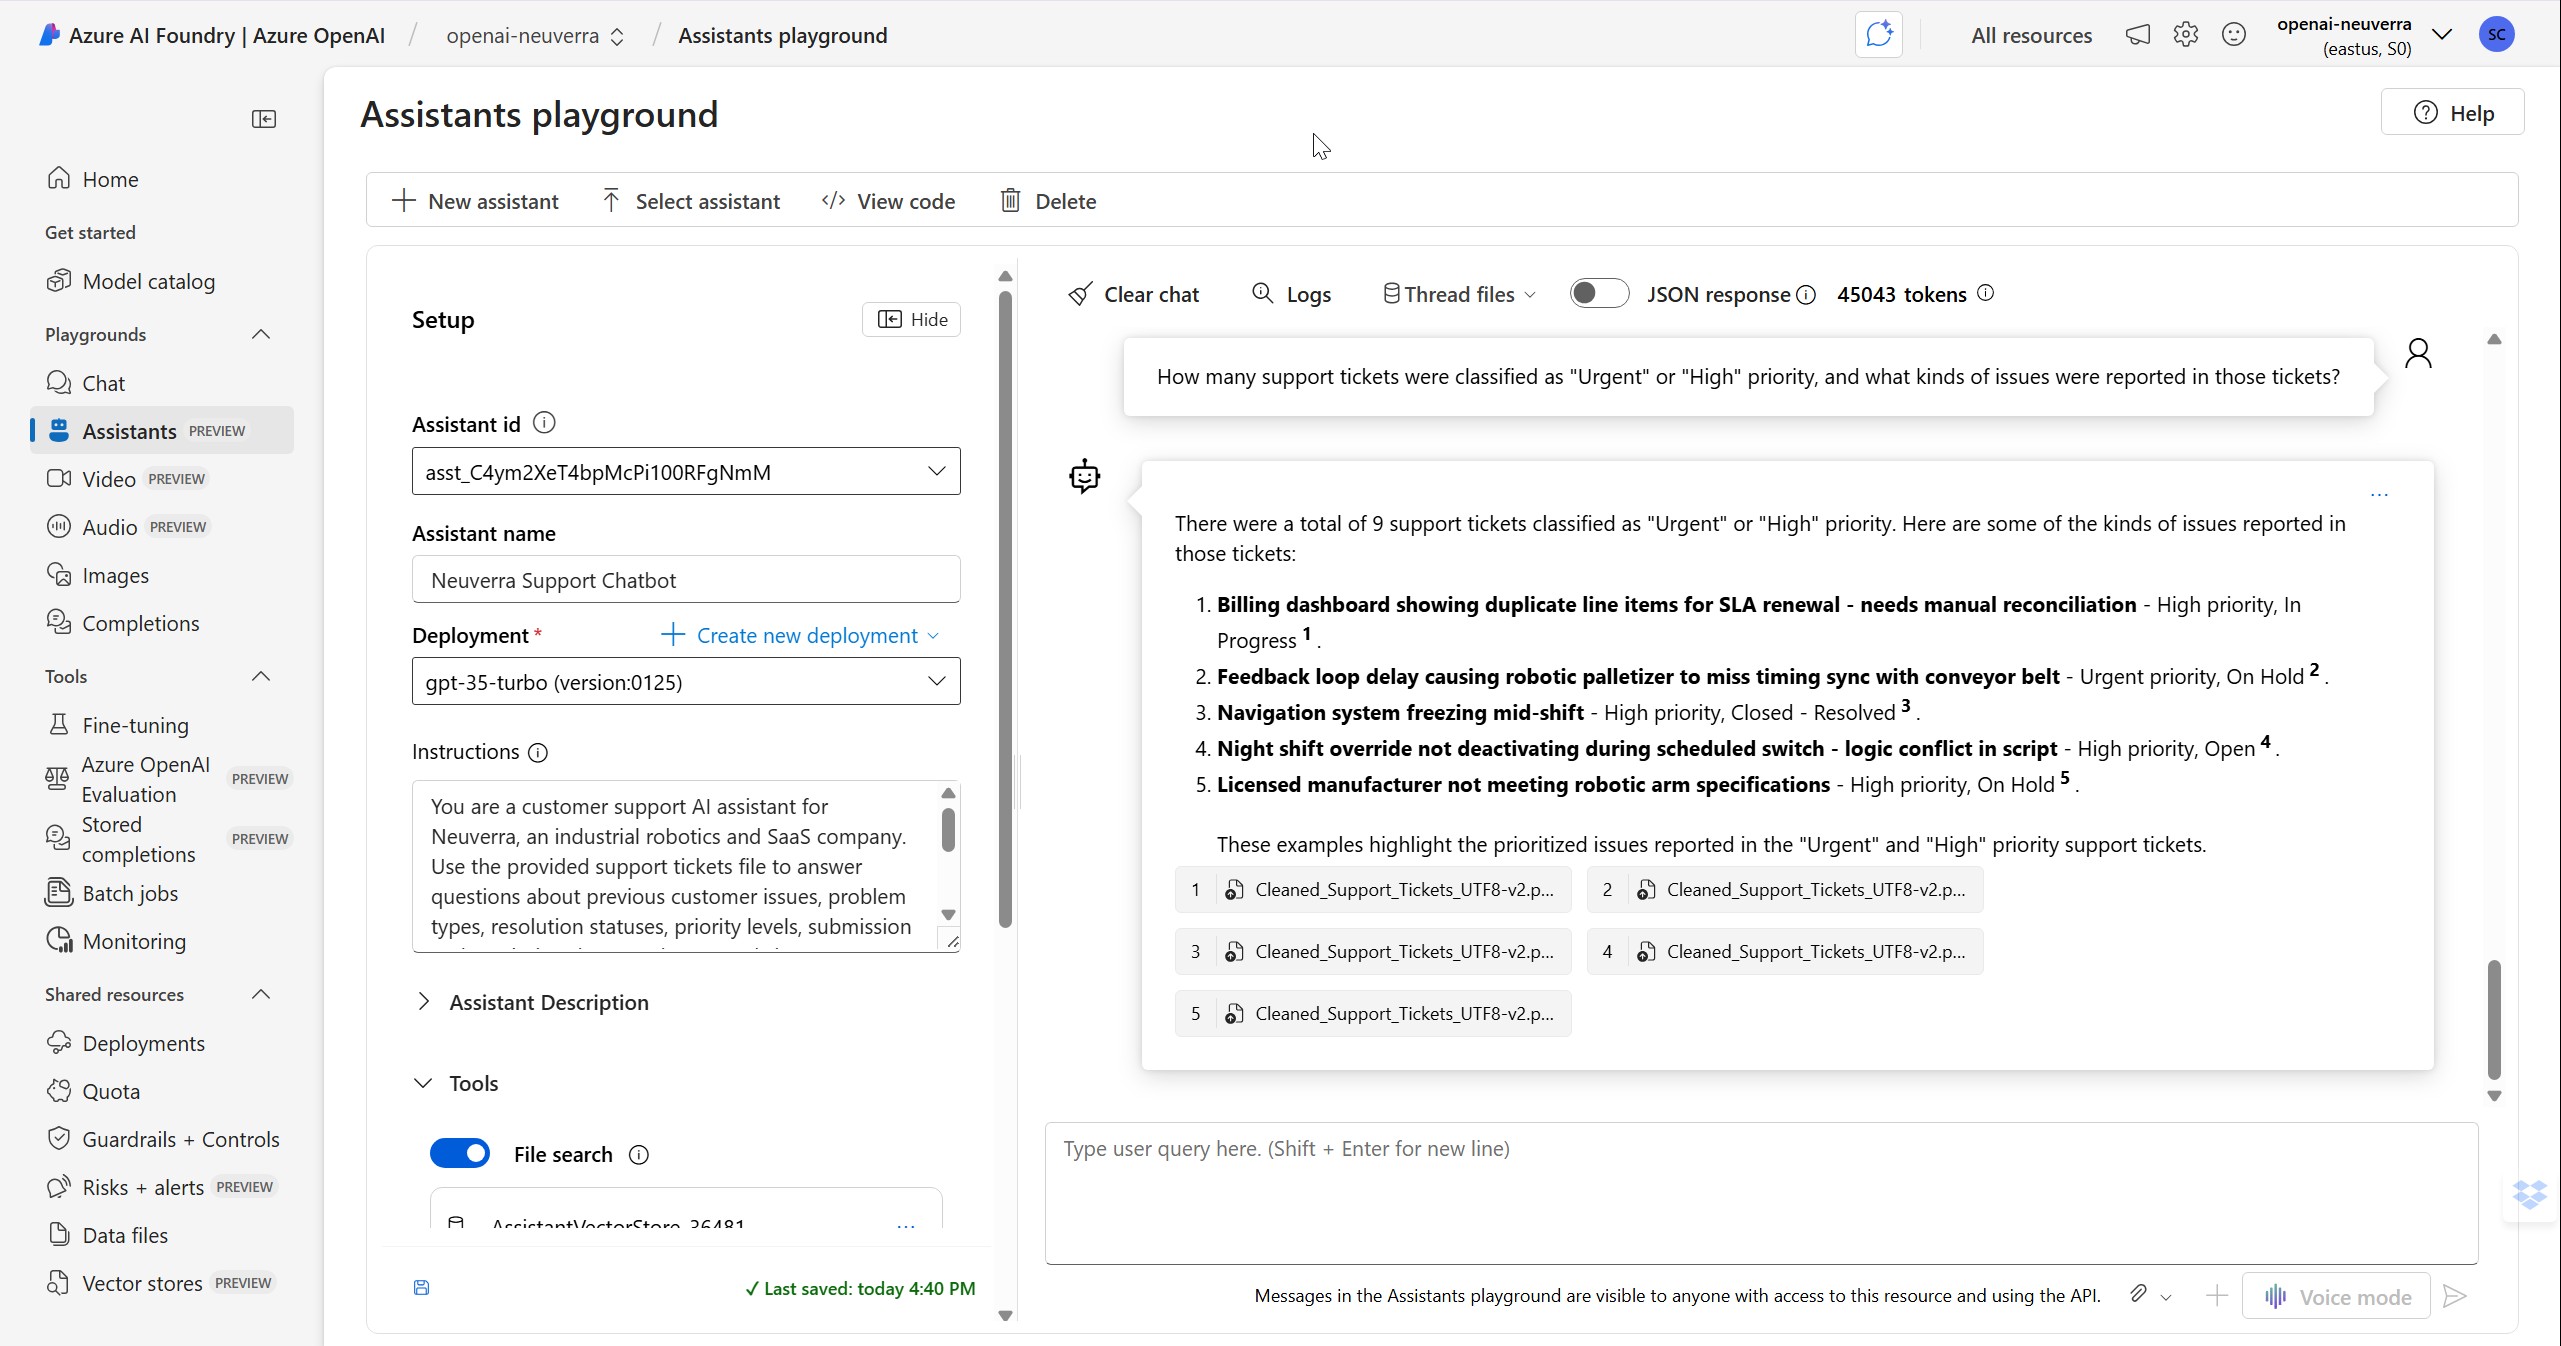 Azure AI Foundry | Azure OpenAI / openai-neuverra / Assistants playground
All resources
openai-neuverra
(eastus, S0)
SC
Assistants playground
Help
Home
Get started
Model catalog
Playgrounds
Chat
Assistants PREVIEW
Video PREVIEW
Audio PREVIEW
Images
Completions
Tools
Fine-tuning
Azure OpenAI
Evaluation
PREVIEW
Stored
completions
PREVIEW
Batch jobs
Monitoring
Shared resources
Deployments
Quota
Guardrails + Controls
Risks + alerts PREVIEW
Data files
Vector stores PREVIEW
New assistant
Select assistant
View code
Delete
Setup
Hide
Assistant id
asst_C4ym2XeT4bpMcPi100RFgNmM
Assistant name
Neuverra Support Chatbot
Deployment *
Create new deployment
gpt-35-turbo (version:0125)
Instructions
You are a customer support AI assistant for
Neuverra, an industrial robotics and SaaS company.
Use the provided support tickets file to answer
questions about previous customer issues, problem
types, resolution statuses, priority levels, submission
Assistant Description
Tools
File search
AssistantVectorStore_36481
...
✓ Last saved: today 4:40 PM
Clear chat
Logs
Thread files
JSON response
45043 tokens
How many support tickets were classified as "Urgent" or "High" priority, and what kinds of issues were reported in those tickets?
...
There were a total of 9 support tickets classified as "Urgent" or "High" priority. Here are some of the kinds of issues reported in
those tickets:
1. Billing dashboard showing duplicate line items for SLA renewal - needs manual reconciliation - High priority, In
Progress 1 .
2. Feedback loop delay causing robotic palletizer to miss timing sync with conveyor belt - Urgent priority, On Hold 2 .
3. Navigation system freezing mid-shift - High priority, Closed - Resolved 3 .
4. Night shift override not deactivating during scheduled switch - logic conflict in script - High priority, Open 4 .
5. Licensed manufacturer not meeting robotic arm specifications - High priority, On Hold 5 .
These examples highlight the prioritized issues reported in the "Urgent" and "High" priority support tickets.
1 Cleaned_Support_Tickets_UTF8-v2.p...
2 Cleaned_Support_Tickets_UTF8-v2.p...
3 Cleaned_Support_Tickets_UTF8-v2.p...
4 Cleaned_Support_Tickets_UTF8-v2.p...
5 Cleaned_Support_Tickets_UTF8-v2.p...
Type user query here. (Shift + Enter for new line)
Messages in the Assistants playground are visible to anyone with access to this resource and using the API.
Voice mode